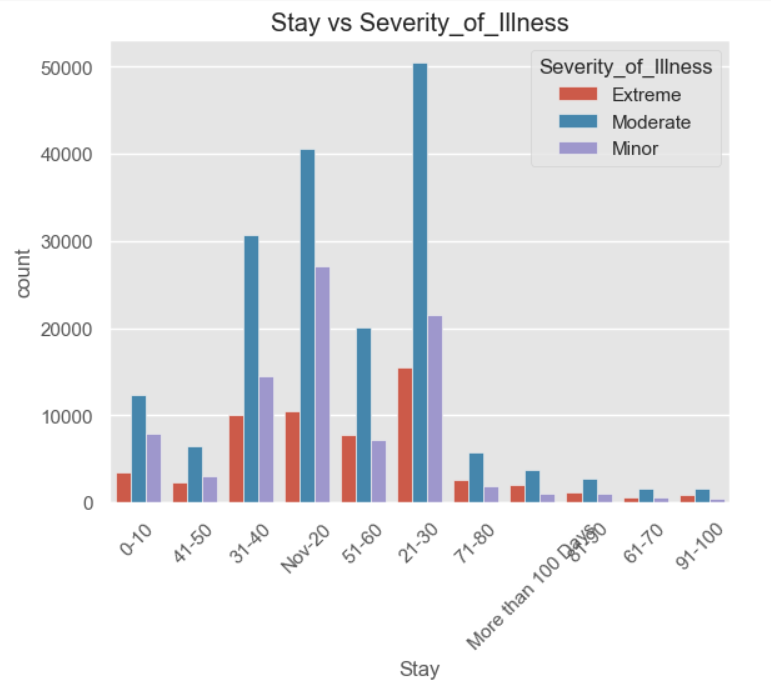 Stay vs Severity_of_Illness
Severity_of_Illness
Extreme
Moderate
Minor
50000
40000
30000
20000
10000
0
count
0-10
41-50
31-40
Nov-20
51-60
21-30
71-80
More than 100 Days
81-90
61-70
91-100
Stay